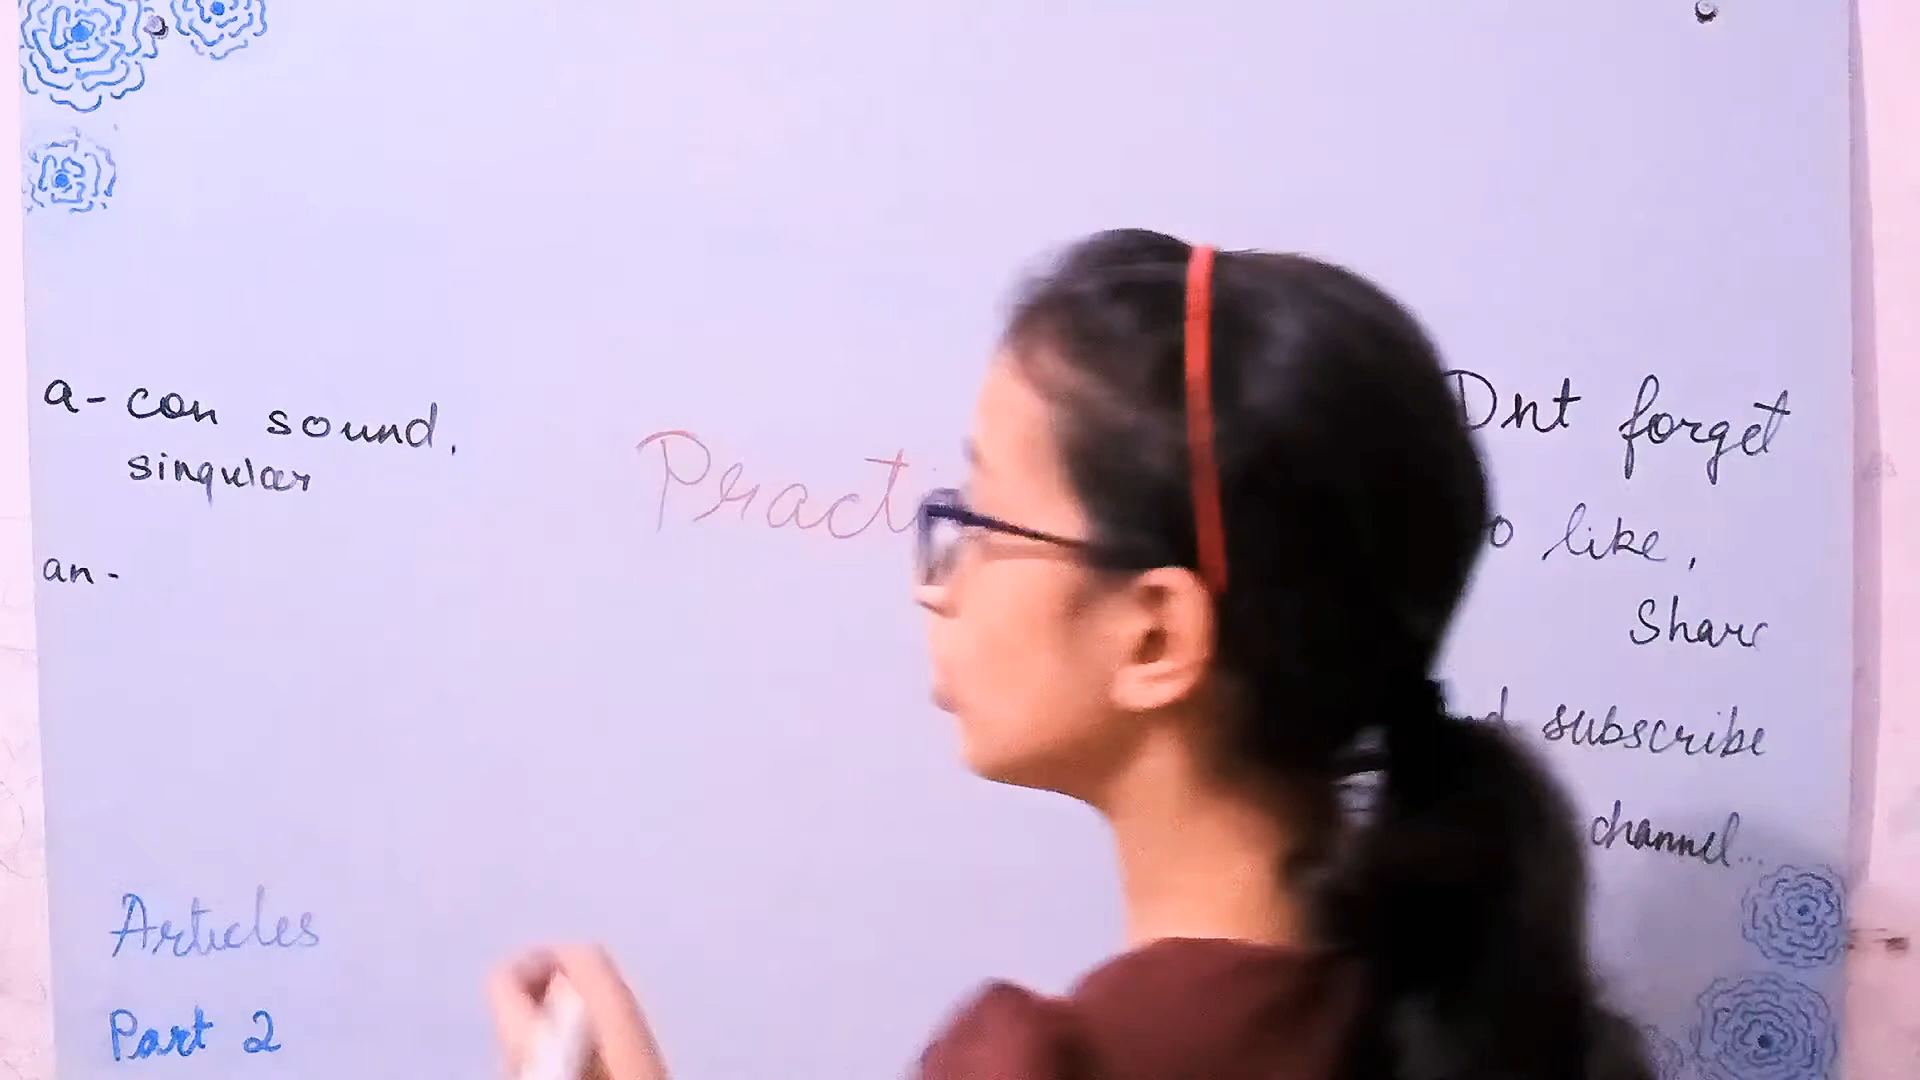 a- con sound.
singular
an-
Practi
Articles
Part 2
Dnt forget
o like,
Share
subscribe
channel...